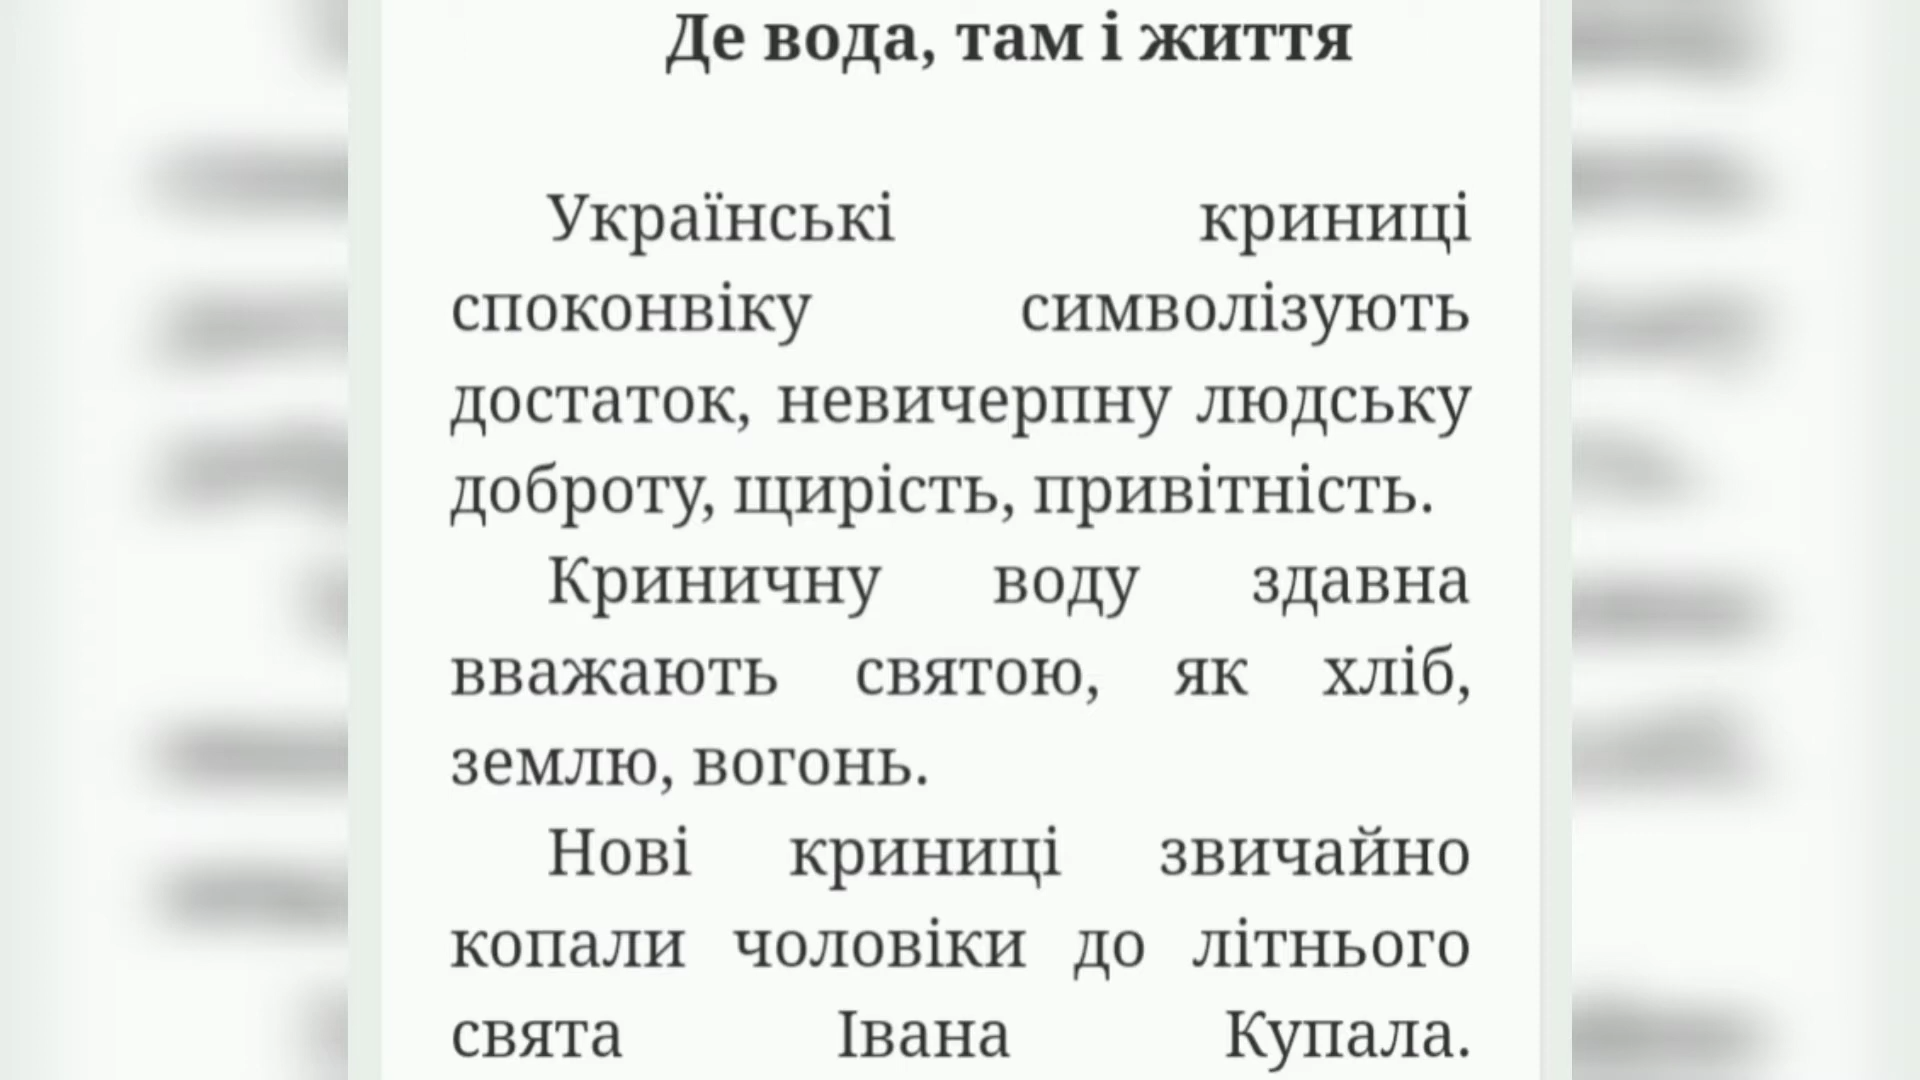 Де вода, там і життя
Українські криниці
споконвіку символізують
достаток, невичерпну людську
доброту, щирість, привітність.
Криничну воду здавна
вважають святою, як хліб,
землю, вогонь.
Нові криниці звичайно
копали чоловіки до літнього
свята Івана Купала.